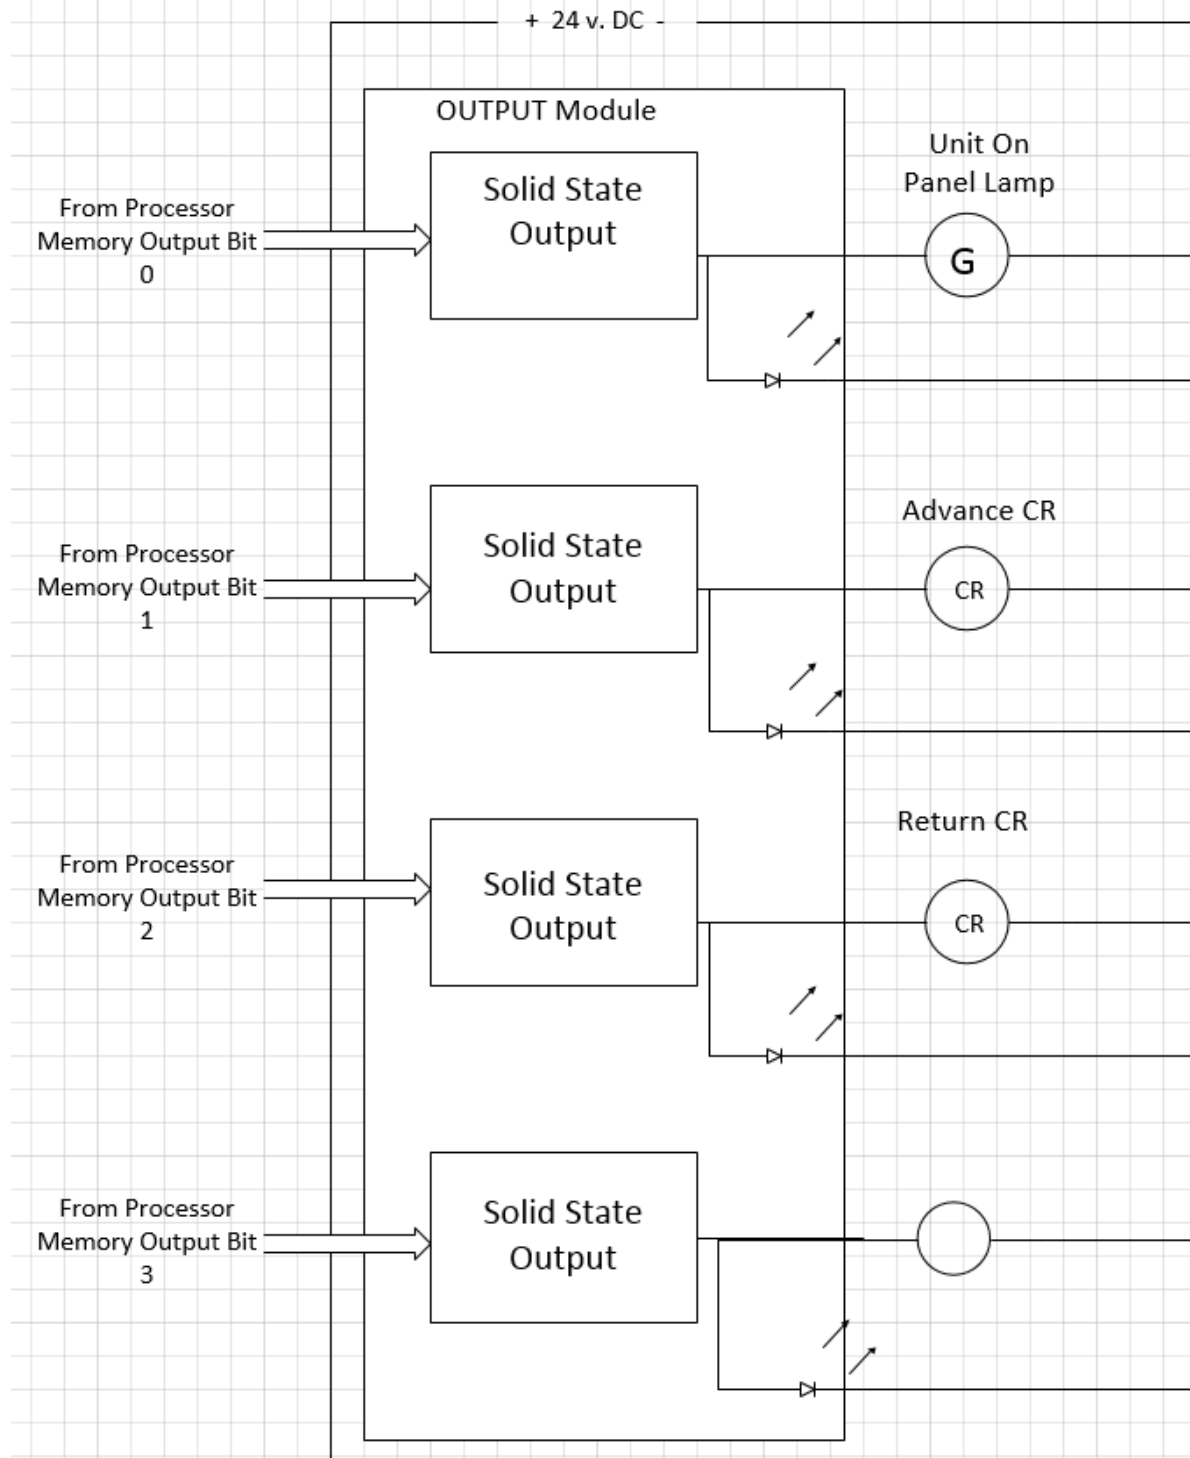 + 24 v. DC -
OUTPUT Module
Unit On
Panel Lamp
Solid State
Output
From Processor
Memory Output Bit
0
G
Advance CR
Solid State
Output
From Processor
Memory Output Bit
1
CR
Return CR
Solid State
Output
From Processor
Memory Output Bit
2
CR
Solid State
Output
From Processor
Memory Output Bit
3